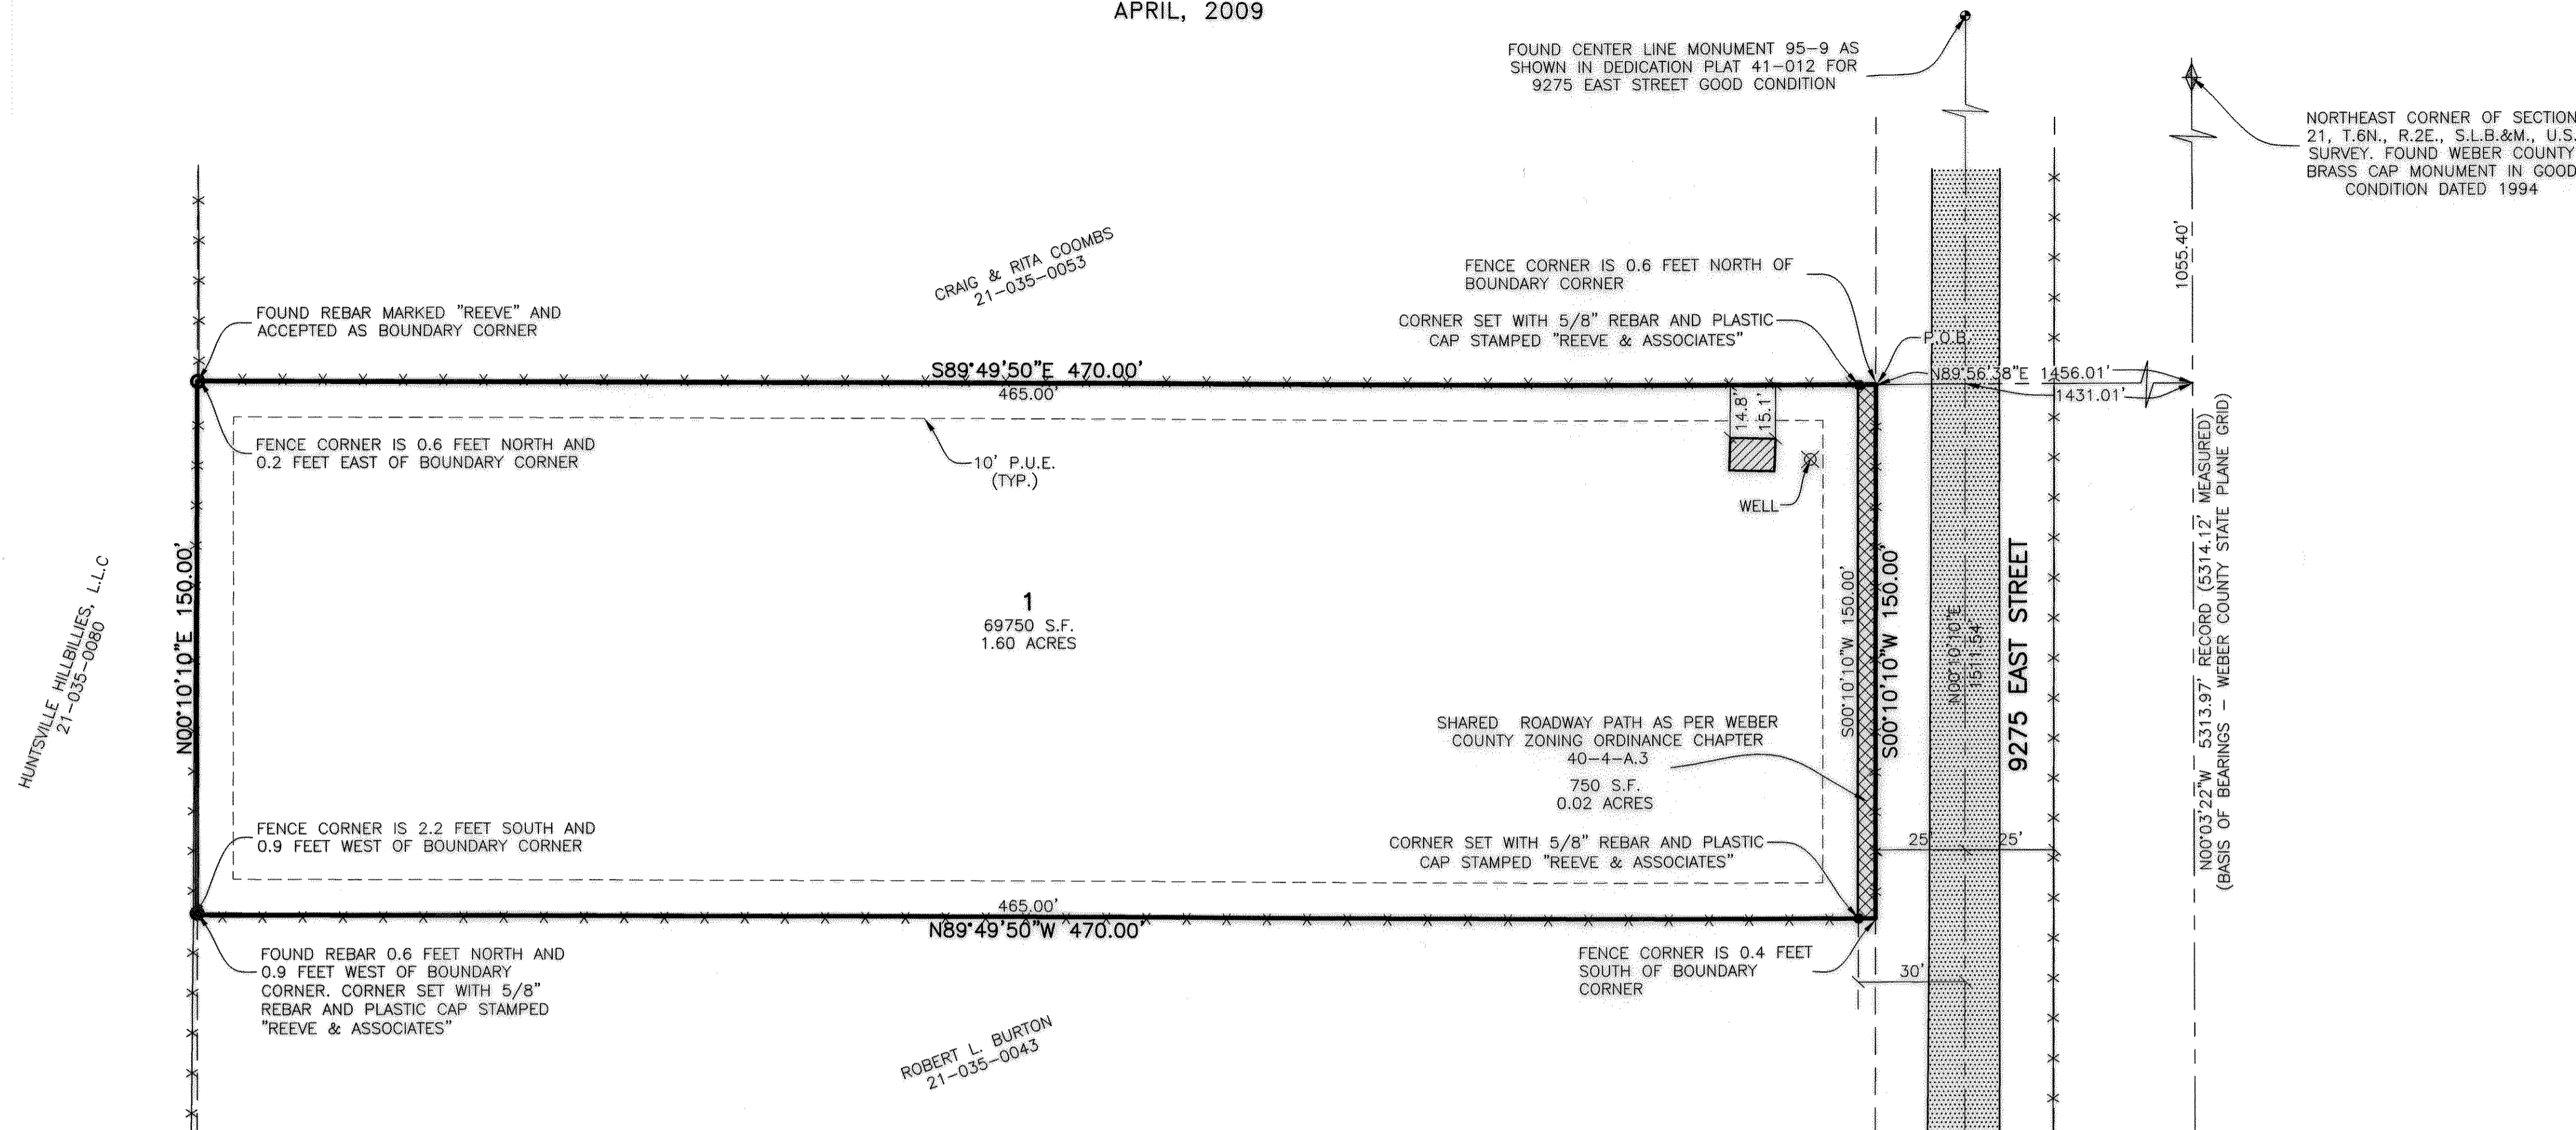 APRIL, 2009
FOUND CENTER LINE MONUMENT 95-9 AS
SHOWN IN DEDICATION PLAT 41-012 FOR
9275 EAST STREET GOOD CONDITION
NORTHEAST CORNER OF SECTION
21, T.6N., R.2E., S.L.B.&M., U.S.
SURVEY. FOUND WEBER COUNTY
BRASS CAP MONUMENT IN GOOD
CONDITION DATED 1994
1055.40'
CRAIG & RITA COOMBS
21-035-0053
FENCE CORNER IS 0.6 FEET NORTH OF
BOUNDARY CORNER
FOUND REBAR MARKED "REEVE" AND
ACCEPTED AS BOUNDARY CORNER
CORNER SET WITH 5/8" REBAR AND PLASTIC
CAP STAMPED "REEVE & ASSOCIATES"
P.O.B.
S89°49'50"E 470.00'
465.00'
N89°56'38"E 1456.01'
1431.01'
14.8'
15.1'
FENCE CORNER IS 0.6 FEET NORTH AND
0.2 FEET EAST OF BOUNDARY CORNER
10' P.U.E.
(TYP.)
WELL
HUNTSVILLE HILLBILLIES, L.L.C
21-035-0080
N00°10'10"E 150.00'
1
69750 S.F.
1.60 ACRES
S00°10'10"W 150.00'
S00°10'10"W 150.00'
N00°10'10"E
1511.54'
9275 EAST STREET
N00°03'22"W 5313.97' RECORD (5314.12' MEASURED)
(BASIS OF BEARINGS - WEBER COUNTY STATE PLANE GRID)
SHARED ROADWAY PATH AS PER WEBER
COUNTY ZONING ORDINANCE CHAPTER
40-4-A.3
750 S.F.
0.02 ACRES
FENCE CORNER IS 2.2 FEET SOUTH AND
0.9 FEET WEST OF BOUNDARY CORNER
CORNER SET WITH 5/8" REBAR AND PLASTIC
CAP STAMPED "REEVE & ASSOCIATES"
25'
25'
465.00'
N89°49'50"W 470.00'
FOUND REBAR 0.6 FEET NORTH AND
0.9 FEET WEST OF BOUNDARY
CORNER. CORNER SET WITH 5/8"
REBAR AND PLASTIC CAP STAMPED
"REEVE & ASSOCIATES"
FENCE CORNER IS 0.4 FEET
SOUTH OF BOUNDARY
CORNER
30'
ROBERT L. BURTON
21-035-0043